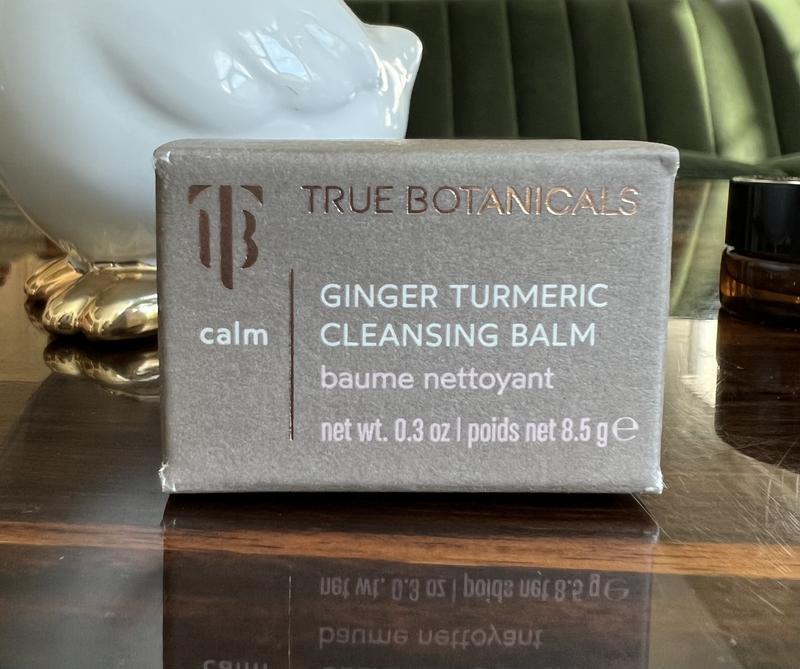 TB
TRUE BOTANICALS
calm
GINGER TURMERIC
CLEANSING BALM
baume nettoyant
net wt. 0.3 oz | poids net 8.5 g ℮